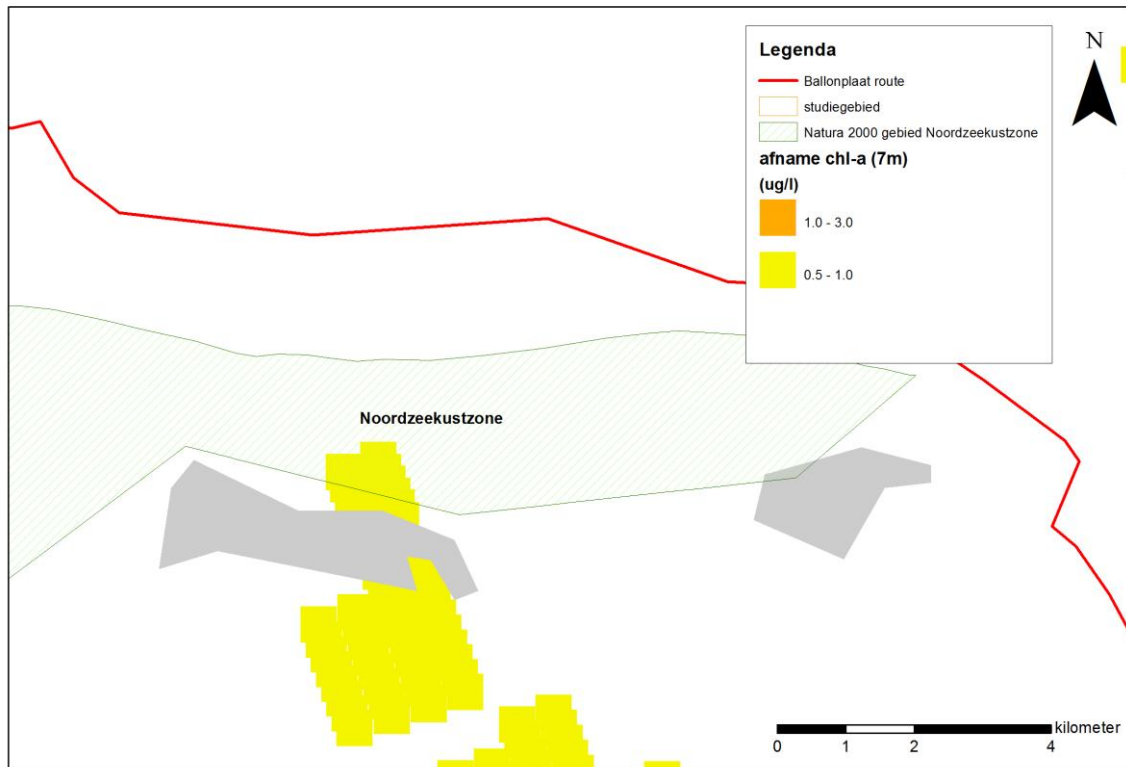 Legenda
Ballonplaat route
studiegebied
Natura 2000 gebied Noordzeekustzone
afname chl-a (7m)
(ug/l)
1.0 - 3.0
0.5 - 1.0
N
Noordzeekustzone
kilometer
0 1 2 4